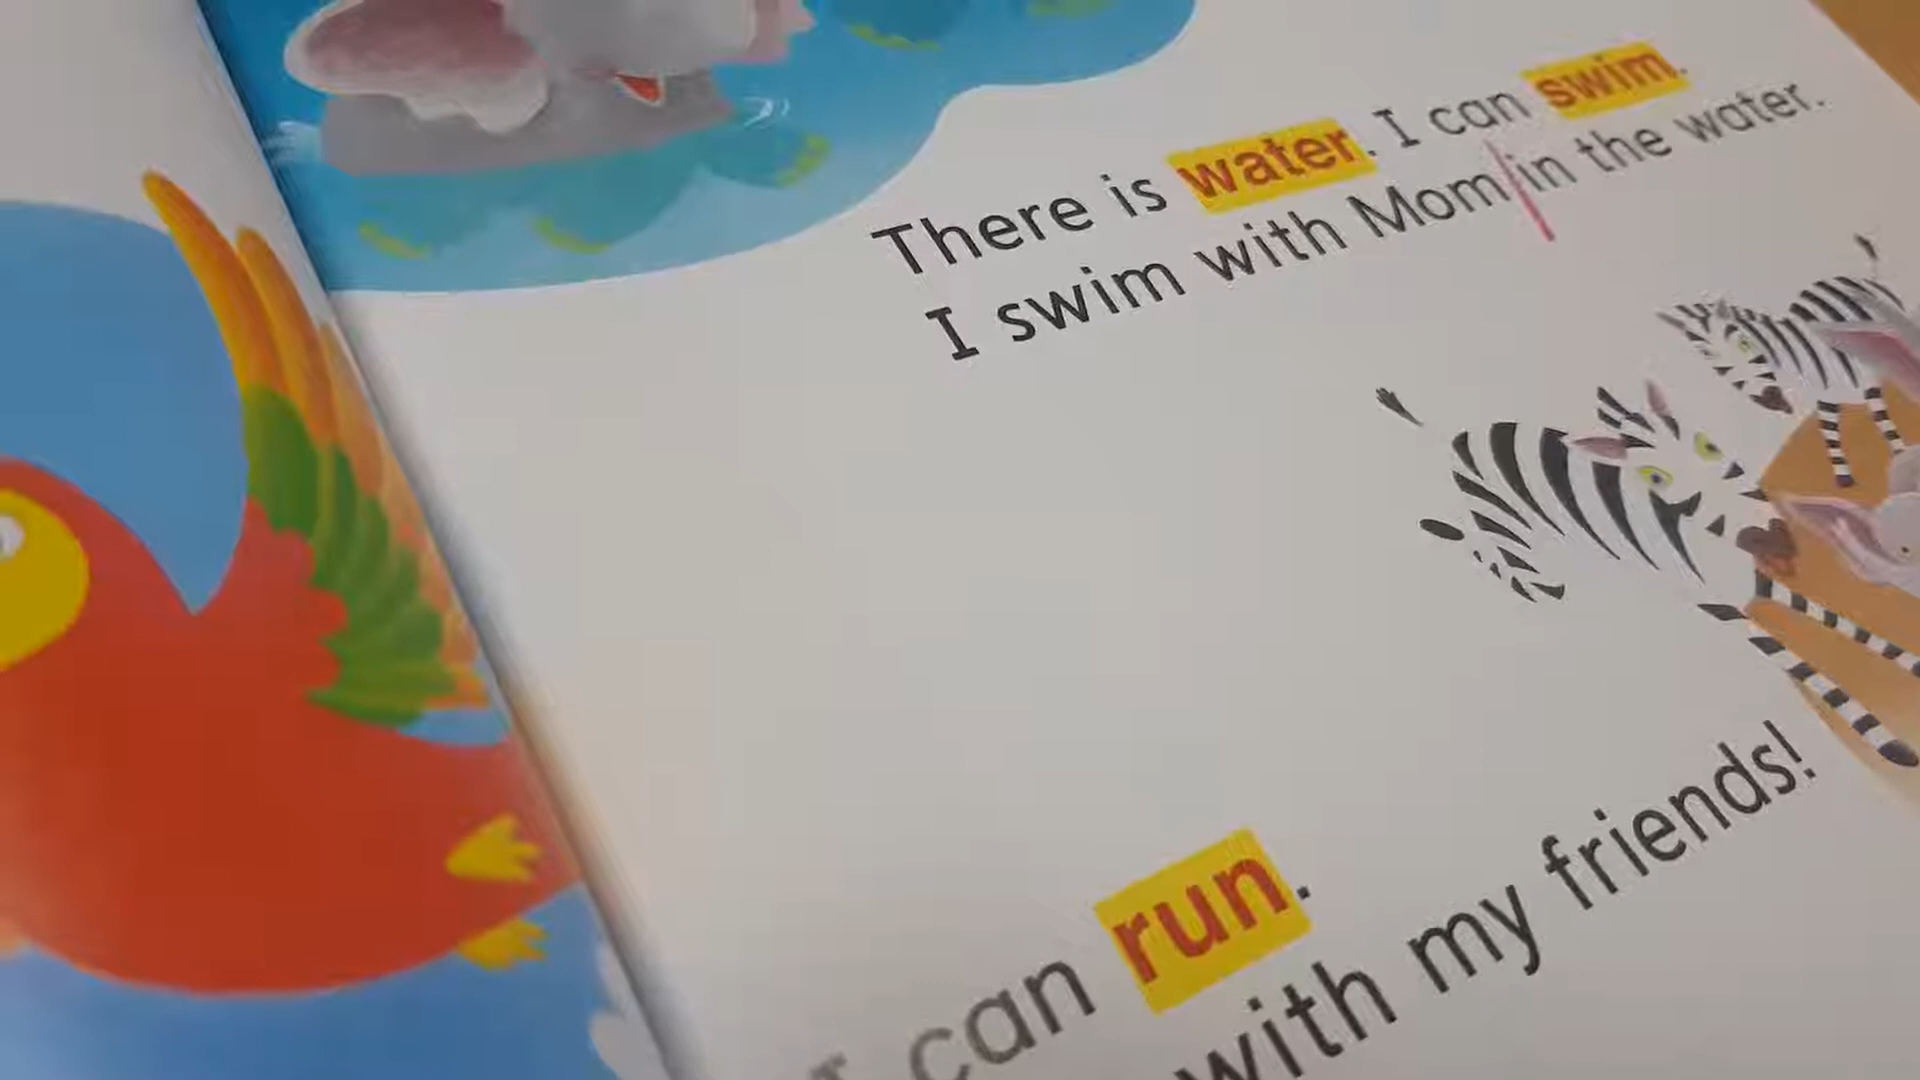 There is water. I can swim.
I swim with Mom in the water.
can run.
with my friends!